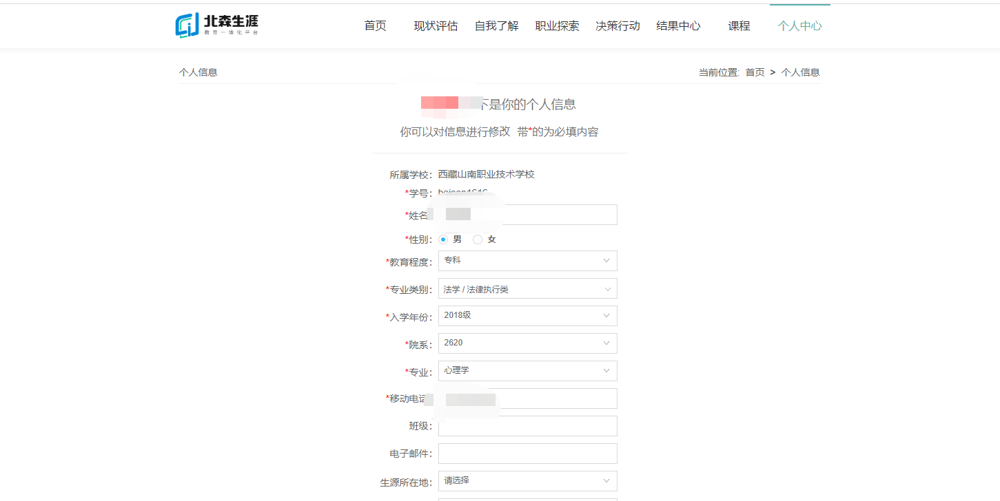 北森生涯
教育一体化平台
首页 现状评估 自我了解 职业探索 决策行动 结果中心 课程 个人中心
个人信息
当前位置: 首页 > 个人信息
下是你的个人信息
你可以对信息进行修改 带*的为必填内容
所属学校: 西藏山南职业技术学校
*学号: beisen1616
*姓名
*性别: 男 女
*教育程度: 专科
*专业类别: 法学 / 法律执行类
*入学年份: 2018级
*院系: 2620
*专业: 心理学
*移动电话
班级:
电子邮件:
生源所在地: 请选择